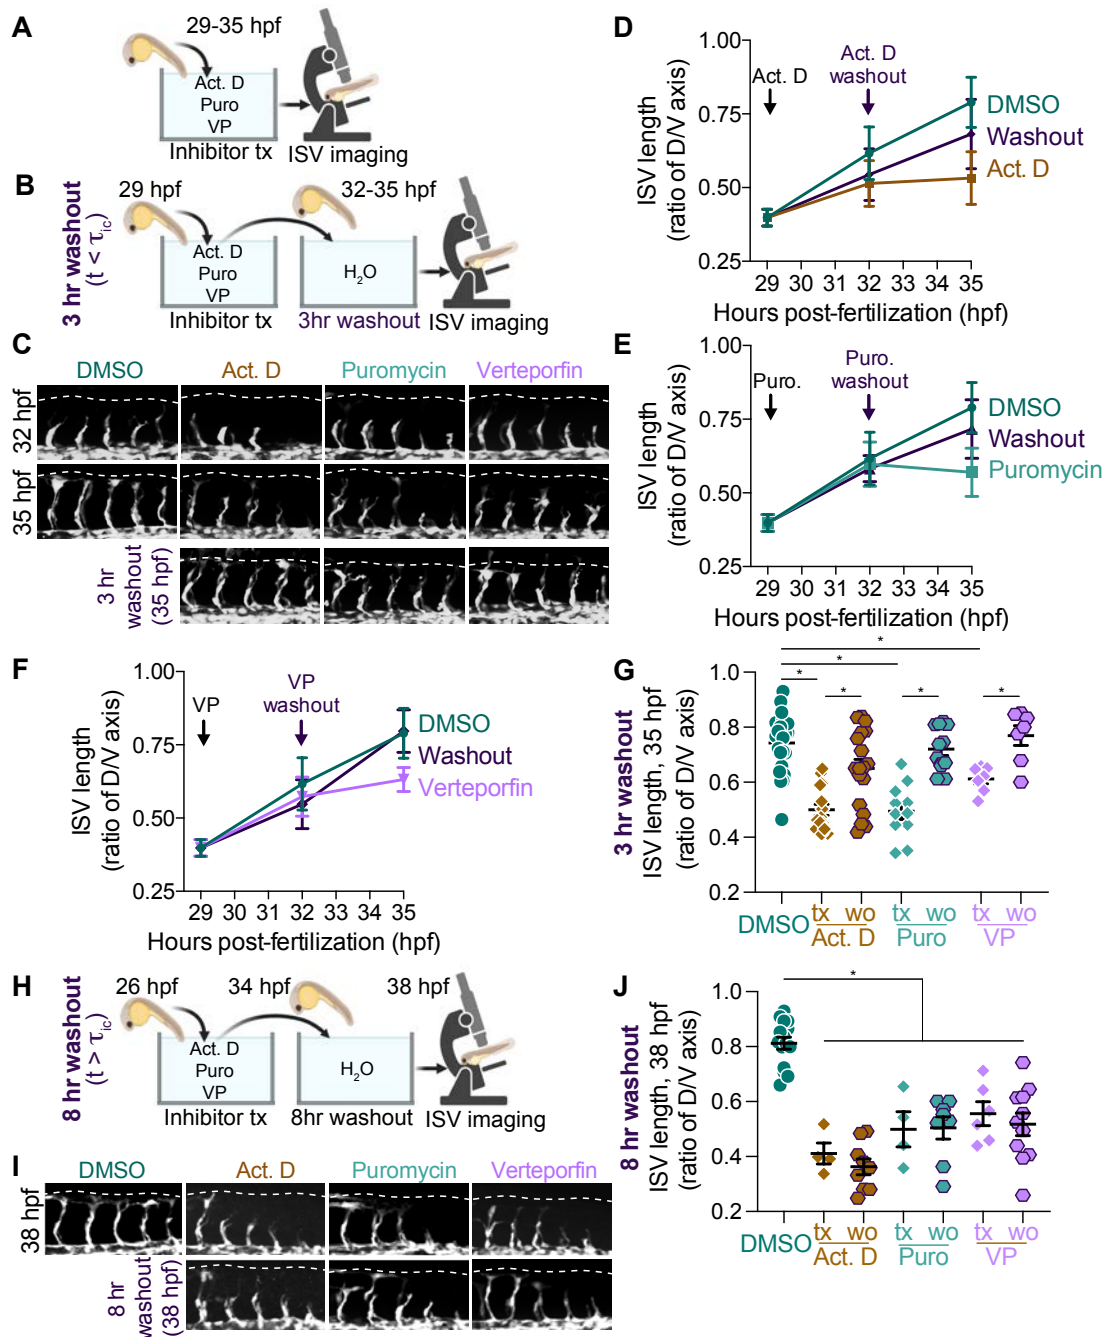 A
29-35 hpf
Act. D
Puro
VP
Inhibitor tx
ISV imaging
B
3 hr washout
(t < τic)
29 hpf
32-35 hpf
Act. D
Puro
VP
H2O
Inhibitor tx
3hr washout
ISV imaging
C
DMSO
Act. D
Puromycin
Verteporfin
32 hpf
35 hpf
3 hr
washout
(35 hpf)
D
ISV length
(ratio of D/V axis)
1.00
0.75
0.50
0.25
Act. D
Act. D
washout
DMSO
Washout
Act. D
29 30 31 32 33 34 35
Hours post-fertilization (hpf)
E
ISV length
(ratio of D/V axis)
1.00
0.75
0.50
0.25
Puro.
Puro.
washout
DMSO
Washout
Puromycin
29 30 31 32 33 34 35
Hours post-fertilization (hpf)
F
ISV length
(ratio of D/V axis)
1.00
0.75
0.50
0.25
VP
VP
washout
DMSO
Washout
Verteporfin
29 30 31 32 33 34 35
Hours post-fertilization (hpf)
G
3 hr washout
ISV length, 35 hpf
(ratio of D/V axis)
1.0
0.8
0.6
0.4
0.2
*
*
*
*
*
*
DMSO
tx wo
Act. D
tx wo
Puro
tx wo
VP
H
8 hr washout
(t > τic)
26 hpf
34 hpf
38 hpf
Act. D
Puro
VP
H2O
Inhibitor tx
8hr washout
ISV imaging
I
DMSO
Act. D
Puromycin
Verteporfin
38 hpf
8 hr
washout
(38 hpf)
J
8 hr washout
ISV length, 38 hpf
(ratio of D/V axis)
1.0
0.8
0.6
0.4
0.2
*
DMSO
tx wo
Act. D
tx wo
Puro
tx wo
VP